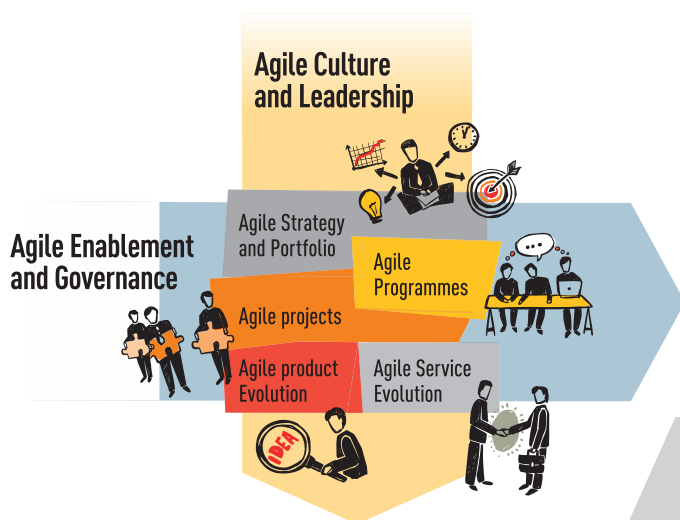 Agile Culture
and Leadership
Agile Strategy
and Portfolio
Agile Enablement
and Governance
Agile
Programmes
Agile projects
Agile product
Evolution
Agile Service
Evolution
IDEA